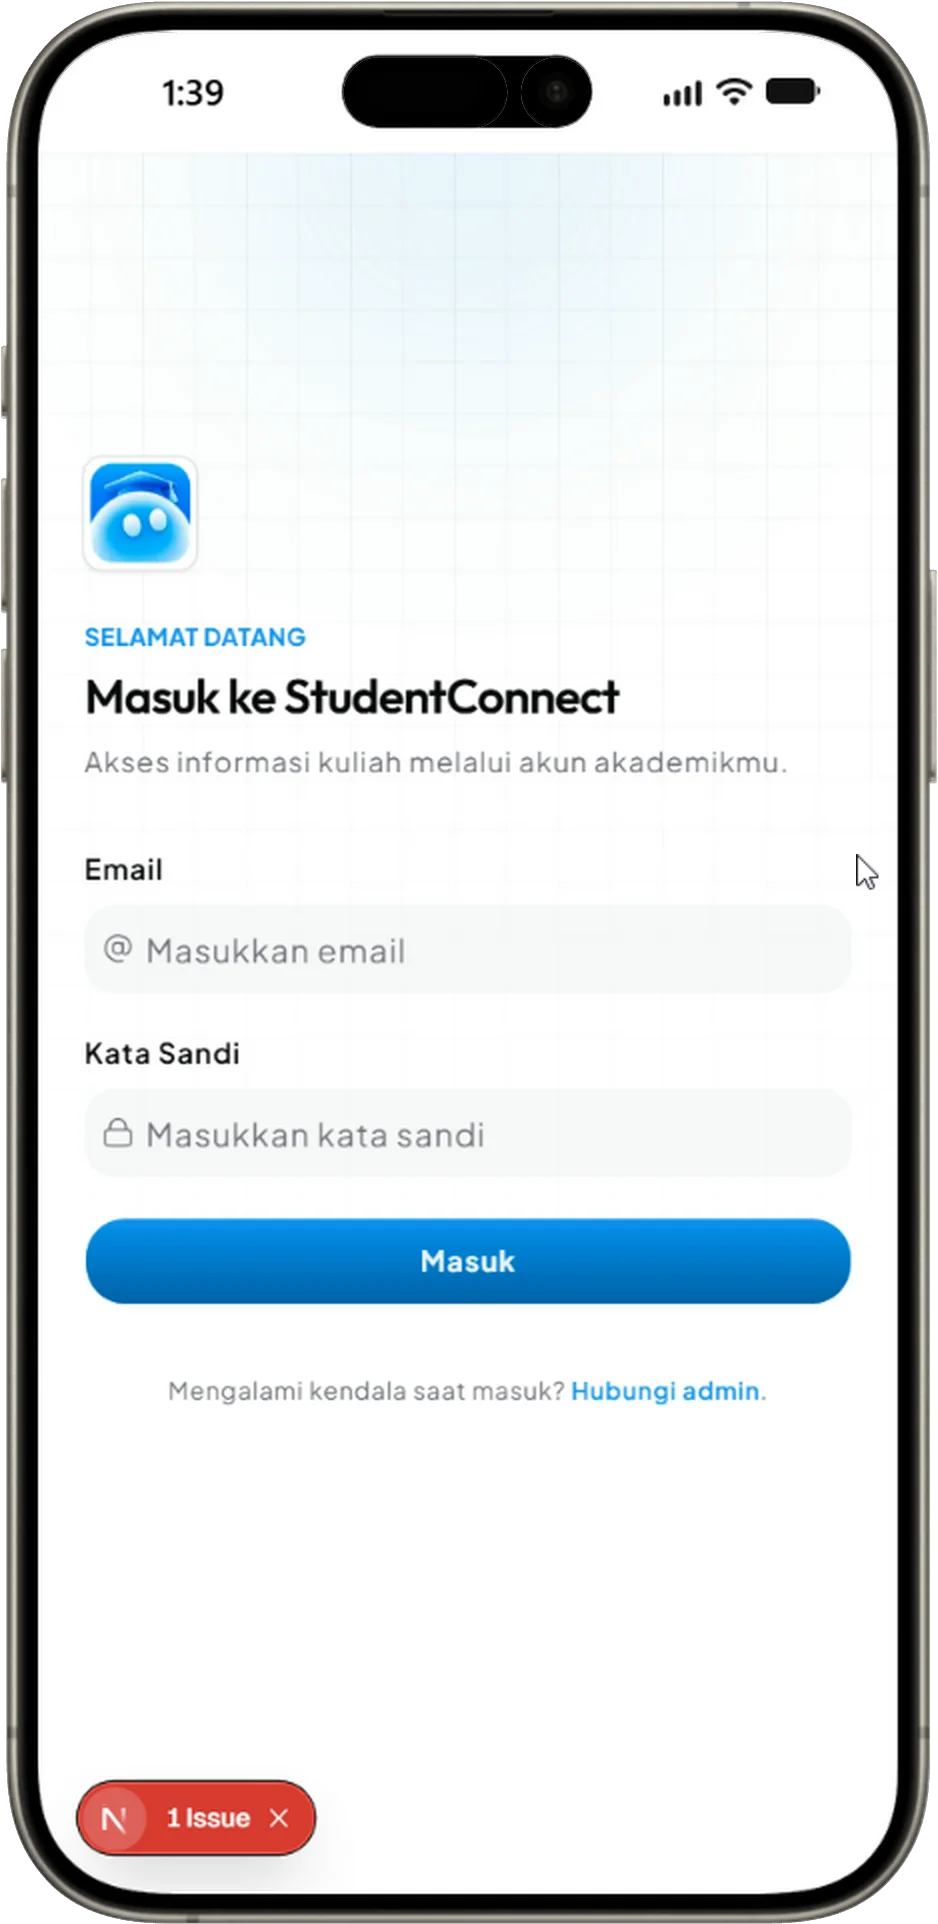 1:39
SELAMAT DATANG
Masuk ke StudentConnect
Akses informasi kuliah melalui akun akademikmu.
Email
@ Masukkan email
Kata Sandi
Masukkan kata sandi
Masuk
Mengalami kendala saat masuk? Hubungi admin.
N 1 Issue